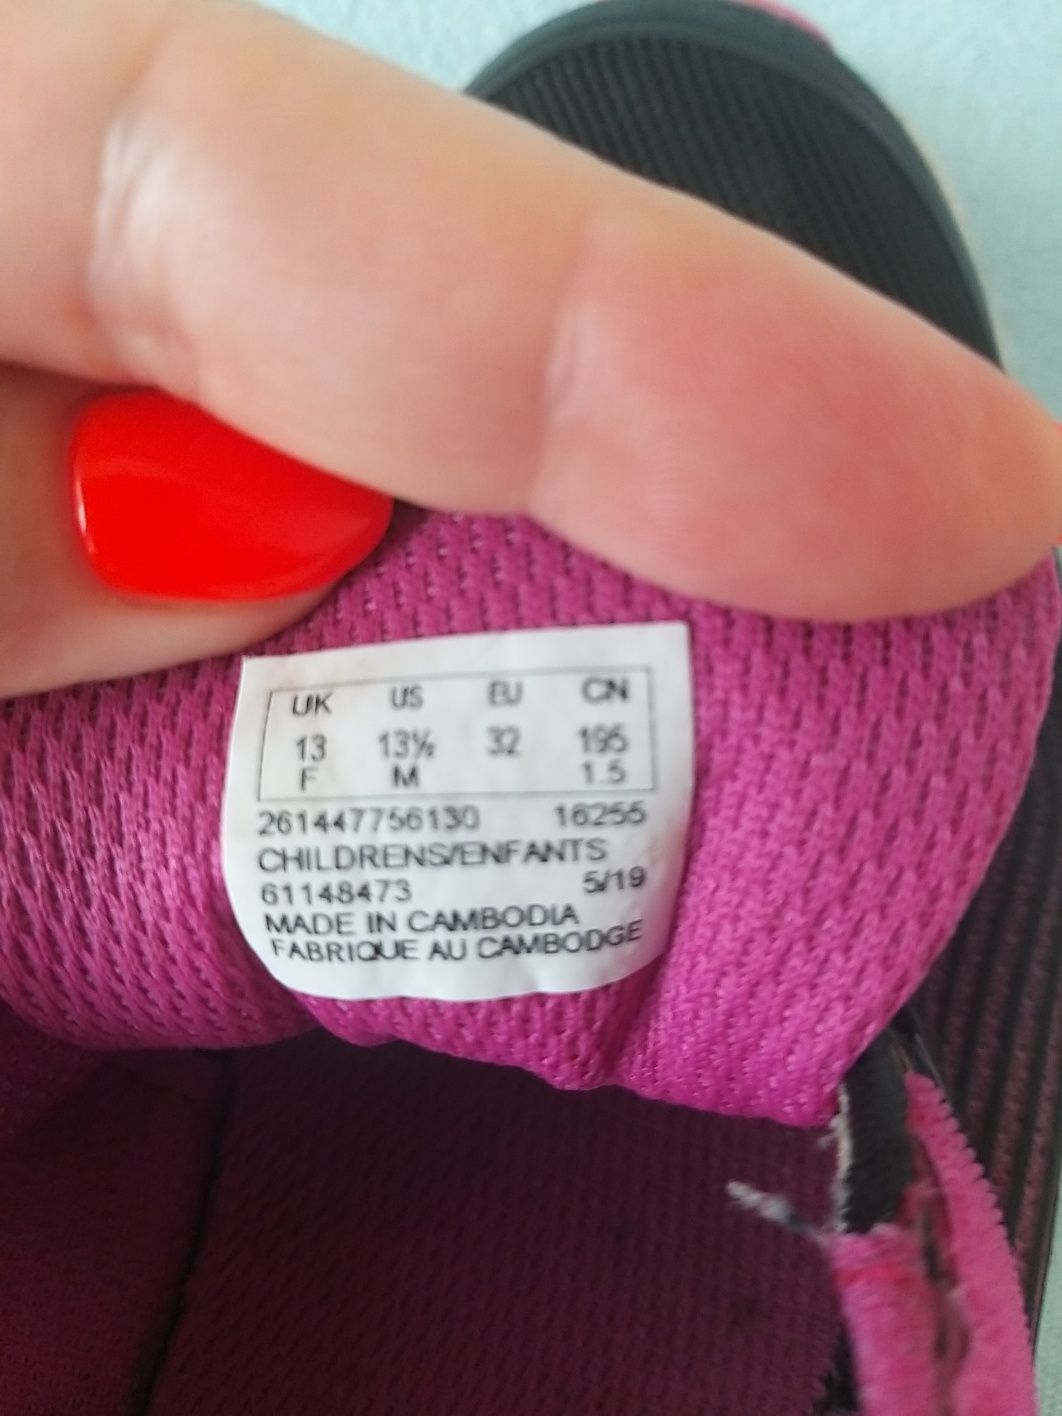 UK US EU CN
13 13½ 32 195
F M 1.5
261447756130 16255
CHILDRENS/ENFANTS
61148473 5/19
MADE IN CAMBODIA
FABRIQUE AU CAMBODGE